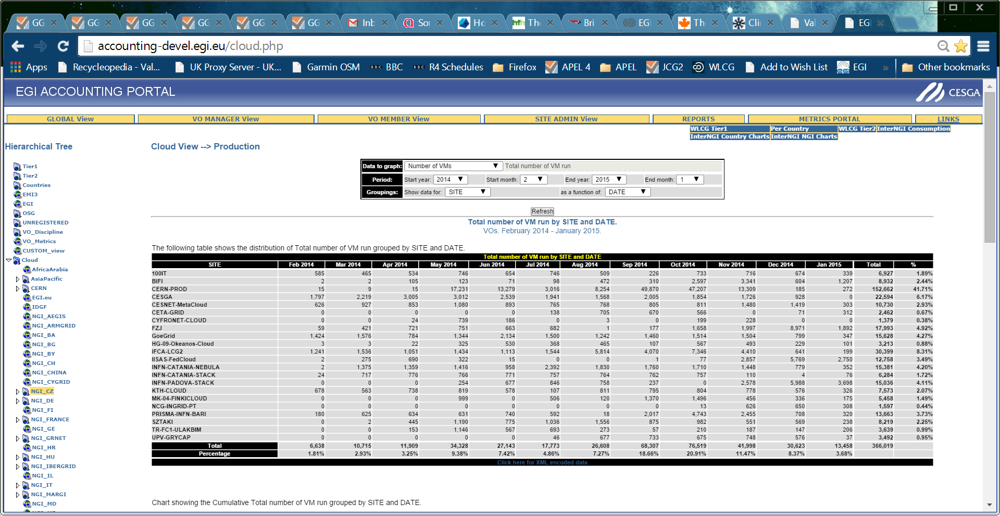 GG GG GG GG GG GG Inb Sor Ho Th Bri EGI Th Cli Val EGI
accounting-devel.egi.eu/cloud.php
Apps Recycleopedia - Val... UK Proxy Server - UK... Garmin OSM BBC BBC BBC R4 Schedules Firefox APEL 4 APEL JCG2 WLCG Add to Wish List EGI » Other bookmarks
EGI ACCOUNTING PORTAL
CESGA
GLOBAL View VO MANAGER View VO MEMBER View SITE ADMIN View REPORTS METRICS PORTAL LINKS
WLCG Tier1 Per Country WLCG Tier2 InterNGI Consumption
InterNGI Country Charts InterNGI NGI Charts
Hierarchical Tree
Tier1
Tier2
Countries
EMI3
EGI
OSG
UNREGISTERED
VO_Discipline
VO_Metrics
CUSTOM_view
Cloud
AfricaArabia
AsiaPacific
CERN
EGI.eu
IDGF
NGI_AEGIS
NGI_ARMGRID
NGI_BA
NGI_BG
NGI_BY
NGI_CH
NGI_CHINA
NGI_CYGRID
NGI_CZ
NGI_DE
NGI_FI
NGI_FRANCE
NGI_GE
NGI_GRNET
NGI_HR
NGI_HU
NGI_IBERGRID
NGI_IL
NGI_IT
NGI_MARGI
NGI_MD
Cloud View --> Production
Data to graph: Number of VMs Total number of VM run
Period: Start year: 2014 Start month: 2 End year: 2015 End month: 1
Groupings: Show data for: SITE as a function of: DATE
Refresh
Total number of VM run by SITE and DATE.
VOs. February 2014 - January 2015.
The following table shows the distribution of Total number of VM run grouped by SITE and DATE.
Total number of VM run by SITE and DATE
SITE Feb 2014 Mar 2014 Apr 2014 May 2014 Jun 2014 Jul 2014 Aug 2014 Sep 2014 Oct 2014 Nov 2014 Dec 2014 Jan 2015 Total %
100IT 585 465 534 746 654 746 509 226 733 716 674 339 6,927 1.89%
BIFI 2 2 105 123 71 98 472 310 2,597 3,341 604 1,207 8,932 2.44%
CERN-PROD 15 9 15 17,231 13,279 3,016 8,254 49,870 47,207 13,309 185 272 152,662 41.71%
CESGA 1,797 2,219 3,005 3,012 2,539 1,941 1,568 2,005 1,854 1,726 928 0 22,594 6.17%
CESNET-MetaCloud 626 927 853 1,080 893 765 768 805 811 1,480 1,419 303 10,730 2.93%
CETA-GRID 0 0 0 0 0 138 705 670 566 0 71 312 2,462 0.67%
CYFRONET-CLOUD 0 0 24 739 186 0 3 0 199 228 0 0 1,379 0.38%
FZJ 59 421 721 751 663 682 1 177 1,658 1,997 8,971 1,892 17,993 4.92%
GoeGrid 1,424 1,576 784 1,344 2,134 1,500 1,242 1,460 1,514 1,504 799 347 15,628 4.27%
HG-09-Okeanos-Cloud 3 3 22 325 530 368 465 107 567 493 229 101 3,213 0.88%
IFCA-LCG2 1,241 1,536 1,051 1,434 1,113 1,544 5,814 4,070 7,346 4,410 641 199 30,399 8.31%
IISAS-FedCloud 2 275 690 322 15 0 0 1 77 2,857 5,769 2,750 12,758 3.49%
INFN-CATANIA-NEBULA 2 1,375 1,359 1,416 958 2,392 1,830 1,760 1,710 1,448 779 352 15,381 4.20%
INFN-CATANIA-STACK 24 717 776 766 771 757 764 762 757 110 4 76 6,284 1.72%
INFN-PADOVA-STACK 0 0 0 254 677 846 758 237 0 2,578 5,988 3,698 15,036 4.11%
KTH-CLOUD 678 563 738 819 578 107 811 795 804 778 576 326 7,573 2.07%
MK-04-FINKICLOUD 0 0 0 999 0 506 120 1,370 1,496 456 336 175 5,458 1.49%
NCG-INGRID-PT 0 0 0 0 0 0 0 0 13 626 650 308 1,597 0.44%
PRISMA-INFN-BARI 180 625 634 631 740 592 18 2,017 4,743 2,455 708 320 13,663 3.73%
SZTAKI 0 2 445 1,190 775 1,036 1,556 875 982 551 569 238 8,219 2.25%
TR-FC1-ULAKBIM 0 0 153 1,146 567 693 273 57 210 187 147 206 3,639 0.99%
UPV-GRYCAP 0 0 0 0 0 46 677 733 675 748 576 37 3,492 0.95%
Total 6,638 10,715 11,909 34,328 27,143 17,773 26,608 68,307 76,519 41,998 30,623 13,458 366,019
Percentage 1.81% 2.93% 3.25% 9.38% 7.42% 4.86% 7.27% 18.66% 20.91% 11.47% 8.37% 3.68%
Click here for XML encoded data
Chart showing the Cumulative Total number of VM run grouped by SITE and DATE.